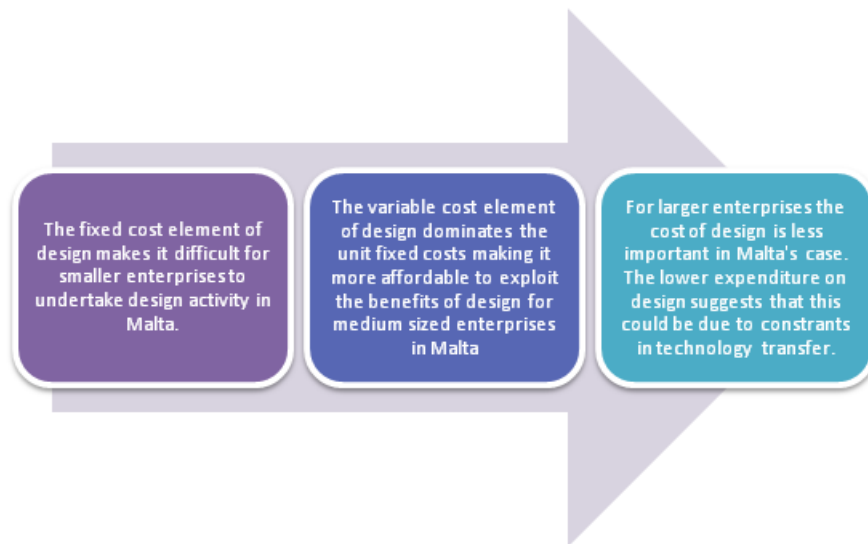 The fixed cost element of
design makes it difficult for
smaller enterprises to
undertake design activity in
Malta.
The variable cost element
of design dominates the
unit fixed costs making it
more affordable to exploit
the benefits of design for
medium sized enterprises
in Malta
For larger enterprises the
cost of design is less
important in Malta's case.
The lower expenditure on
design suggests that this
could be due to constrants
in technology transfer.